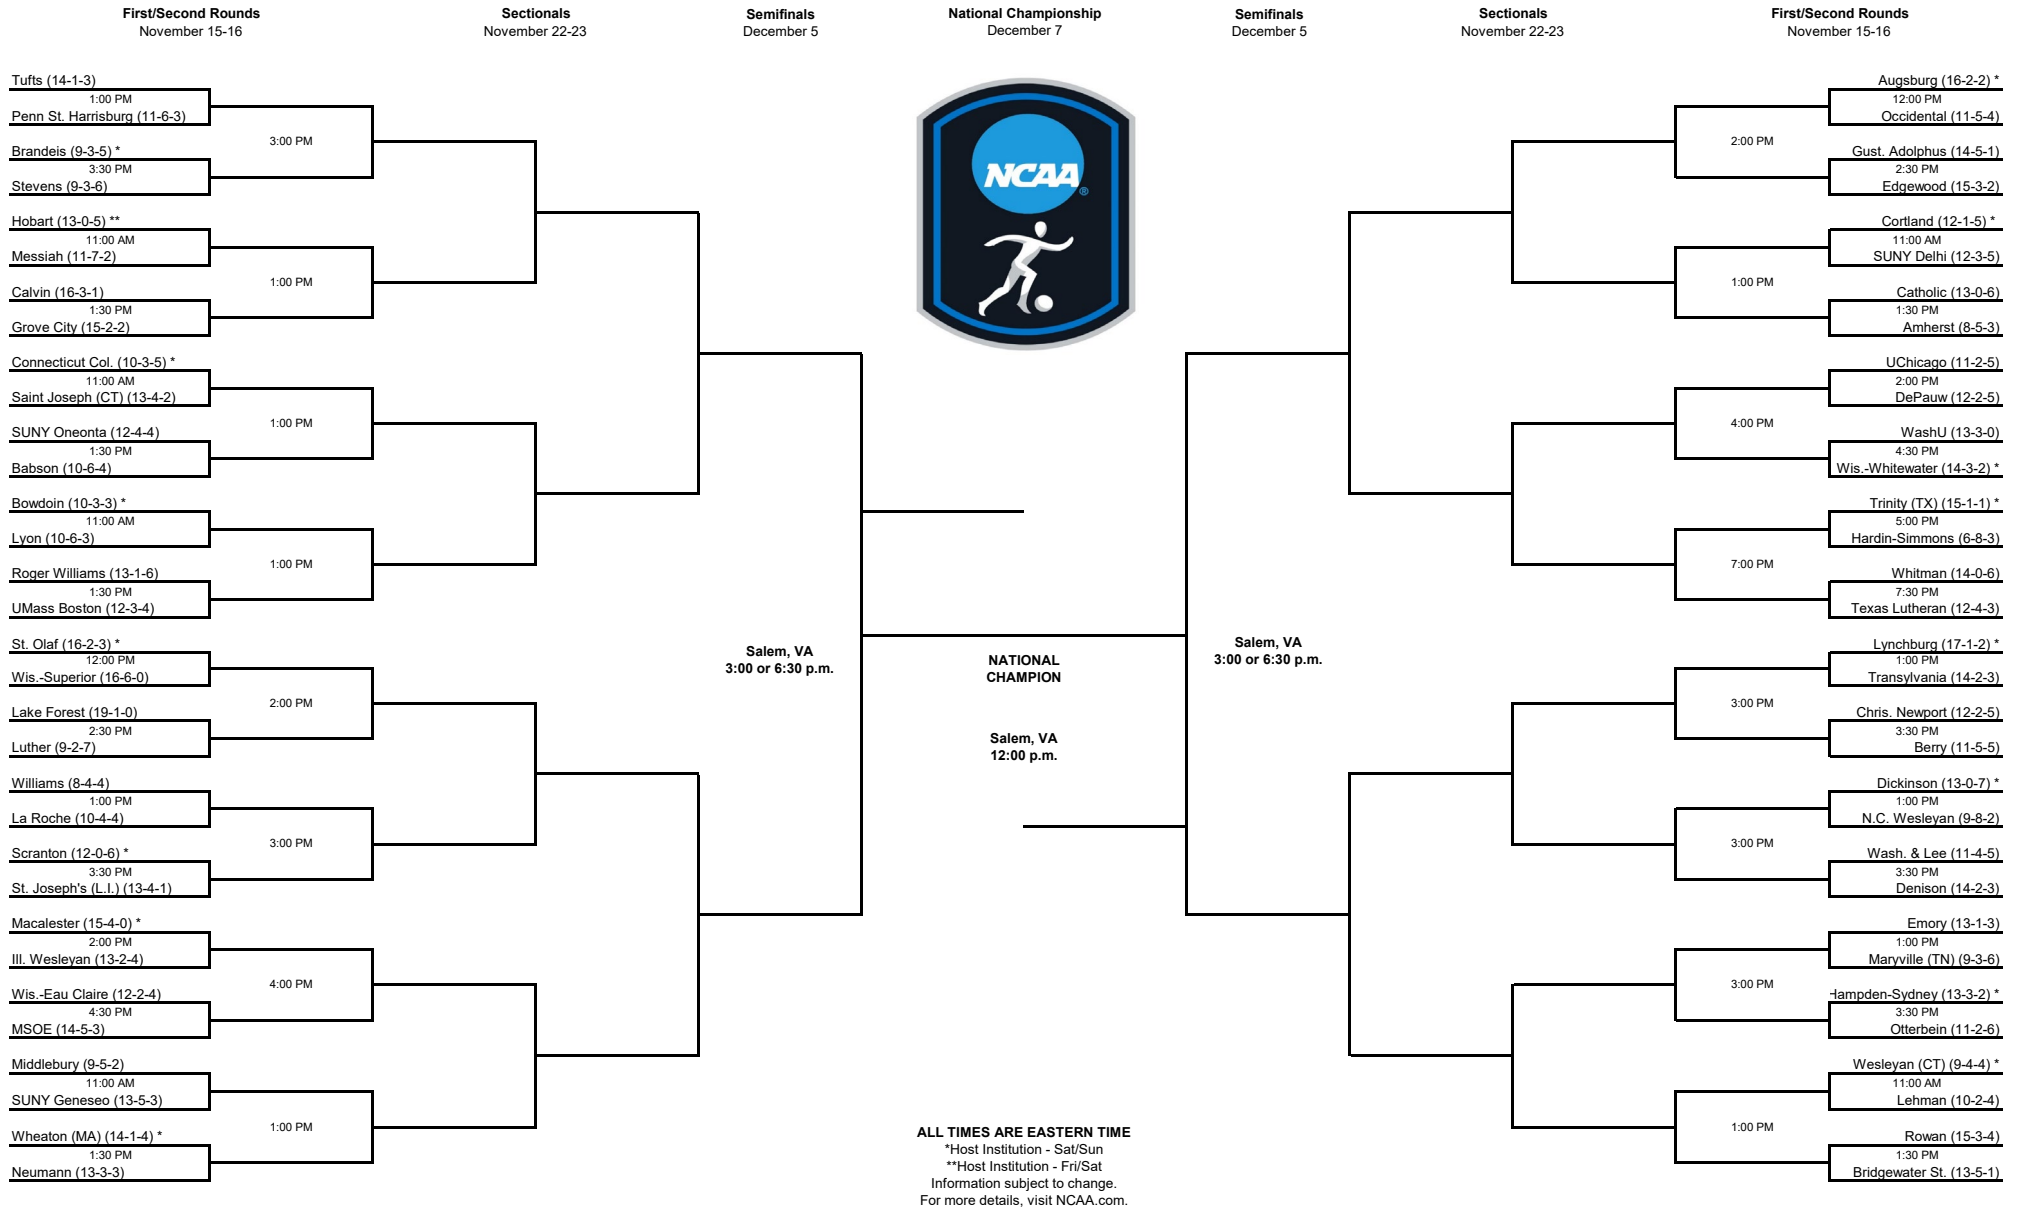 First/Second Rounds
November 15-16
Sectionals
November 22-23
Semifinals
December 5
National Championship
December 7
Semifinals
December 5
Sectionals
November 22-23
First/Second Rounds
November 15-16
Tufts (14-1-3)
1:00 PM
Penn St. Harrisburg (11-6-3)
3:00 PM
Brandeis (9-3-5) *
3:30 PM
Stevens (9-3-6)
Hobart (13-0-5) **
11:00 AM
Messiah (11-7-2)
1:00 PM
Calvin (16-3-1)
1:30 PM
Grove City (15-2-2)
Connecticut Col. (10-3-5) *
11:00 AM
Saint Joseph (CT) (13-4-2)
1:00 PM
SUNY Oneonta (12-4-4)
1:30 PM
Babson (10-6-4)
Bowdoin (10-3-3) *
11:00 AM
Lyon (10-6-3)
1:00 PM
Roger Williams (13-1-6)
1:30 PM
UMass Boston (12-3-4)
St. Olaf (16-2-3) *
12:00 PM
Wis.-Superior (16-6-0)
2:00 PM
Lake Forest (19-1-0)
2:30 PM
Luther (9-2-7)
Williams (8-4-4)
1:00 PM
La Roche (10-4-4)
3:00 PM
Scranton (12-0-6) *
3:30 PM
St. Joseph's (L.I.) (13-4-1)
Macalester (15-4-0) *
2:00 PM
Ill. Wesleyan (13-2-4)
4:00 PM
Wis.-Eau Claire (12-2-4)
4:30 PM
MSOE (14-5-3)
Middlebury (9-5-2)
11:00 AM
SUNY Geneseo (13-5-3)
1:00 PM
Wheaton (MA) (14-1-4) *
1:30 PM
Neumann (13-3-3)
Salem, VA
3:00 or 6:30 p.m.
NCAA
®
NATIONAL
CHAMPION
Salem, VA
12:00 p.m.
ALL TIMES ARE EASTERN TIME
*Host Institution - Sat/Sun
**Host Institution - Fri/Sat
Information subject to change.
For more details, visit NCAA.com.
Salem, VA
3:00 or 6:30 p.m.
Augsburg (16-2-2) *
12:00 PM
Occidental (11-5-4)
2:00 PM
Gust. Adolphus (14-5-1)
2:30 PM
Edgewood (15-3-2)
Cortland (12-1-5) *
11:00 AM
SUNY Delhi (12-3-5)
1:00 PM
Catholic (13-0-6)
1:30 PM
Amherst (8-5-3)
UChicago (11-2-5)
2:00 PM
DePauw (12-2-5)
4:00 PM
WashU (13-3-0)
4:30 PM
Wis.-Whitewater (14-3-2) *
Trinity (TX) (15-1-1) *
5:00 PM
Hardin-Simmons (6-8-3)
7:00 PM
Whitman (14-0-6)
7:30 PM
Texas Lutheran (12-4-3)
Lynchburg (17-1-2) *
1:00 PM
Transylvania (14-2-3)
3:00 PM
Chris. Newport (12-2-5)
3:30 PM
Berry (11-5-5)
Dickinson (13-0-7) *
1:00 PM
N.C. Wesleyan (9-8-2)
3:00 PM
Wash. & Lee (11-4-5)
3:30 PM
Denison (14-2-3)
Emory (13-1-3)
1:00 PM
Maryville (TN) (9-3-6)
3:00 PM
Hampden-Sydney (13-3-2) *
3:30 PM
Otterbein (11-2-6)
Wesleyan (CT) (9-4-4) *
11:00 AM
Lehman (10-2-4)
1:00 PM
Rowan (15-3-4)
1:30 PM
Bridgewater St. (13-5-1)